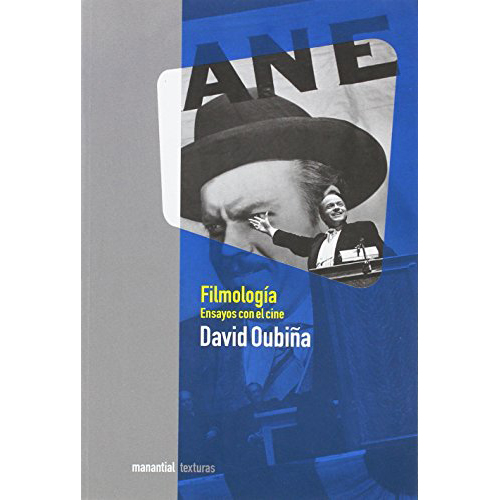 ANE
Filmología
Ensayos con el cine
David Oubiña
manantial texturas